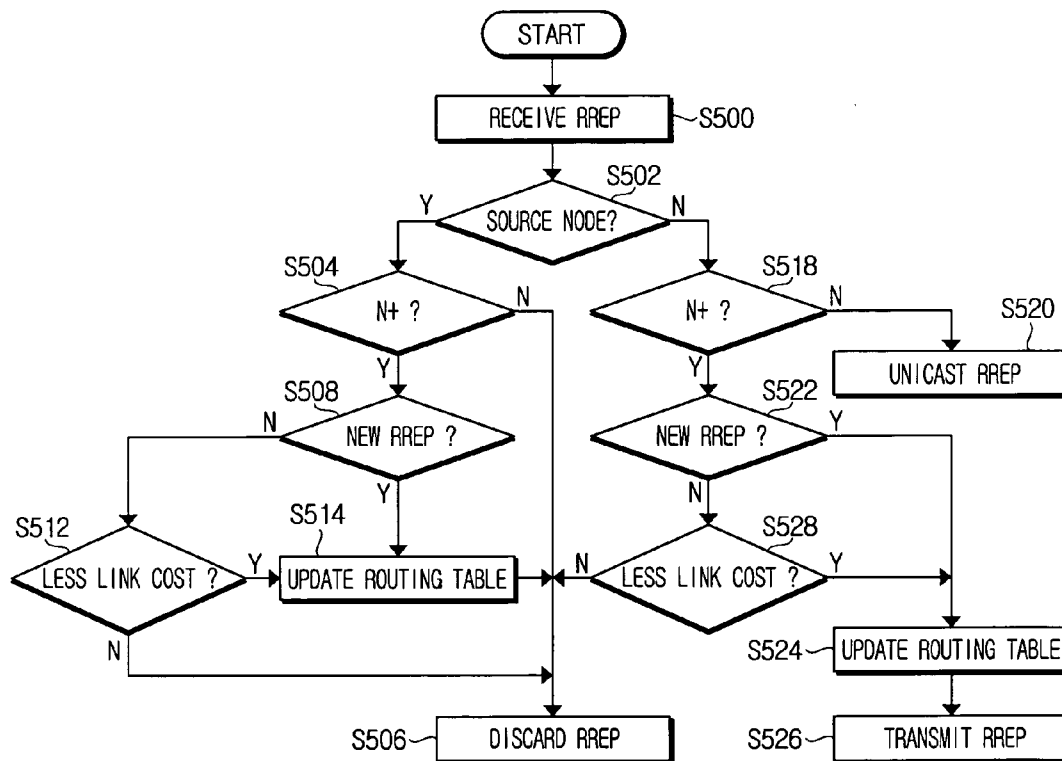 START
RECEIVE RREP
S500
S502
Y
SOURCE NODE?
N
S504
N+ ?
N
S518
N+ ?
N
S520
UNICAST RREP
Y
Y
S508
NEW RREP ?
N
S522
NEW RREP ?
Y
Y
N
S512
LESS LINK COST ?
Y
S514
UPDATE ROUTING TABLE
S528
N
LESS LINK COST ?
Y
N
S524
UPDATE ROUTING TABLE
S506
DISCARD RREP
S526
TRANSMIT RREP